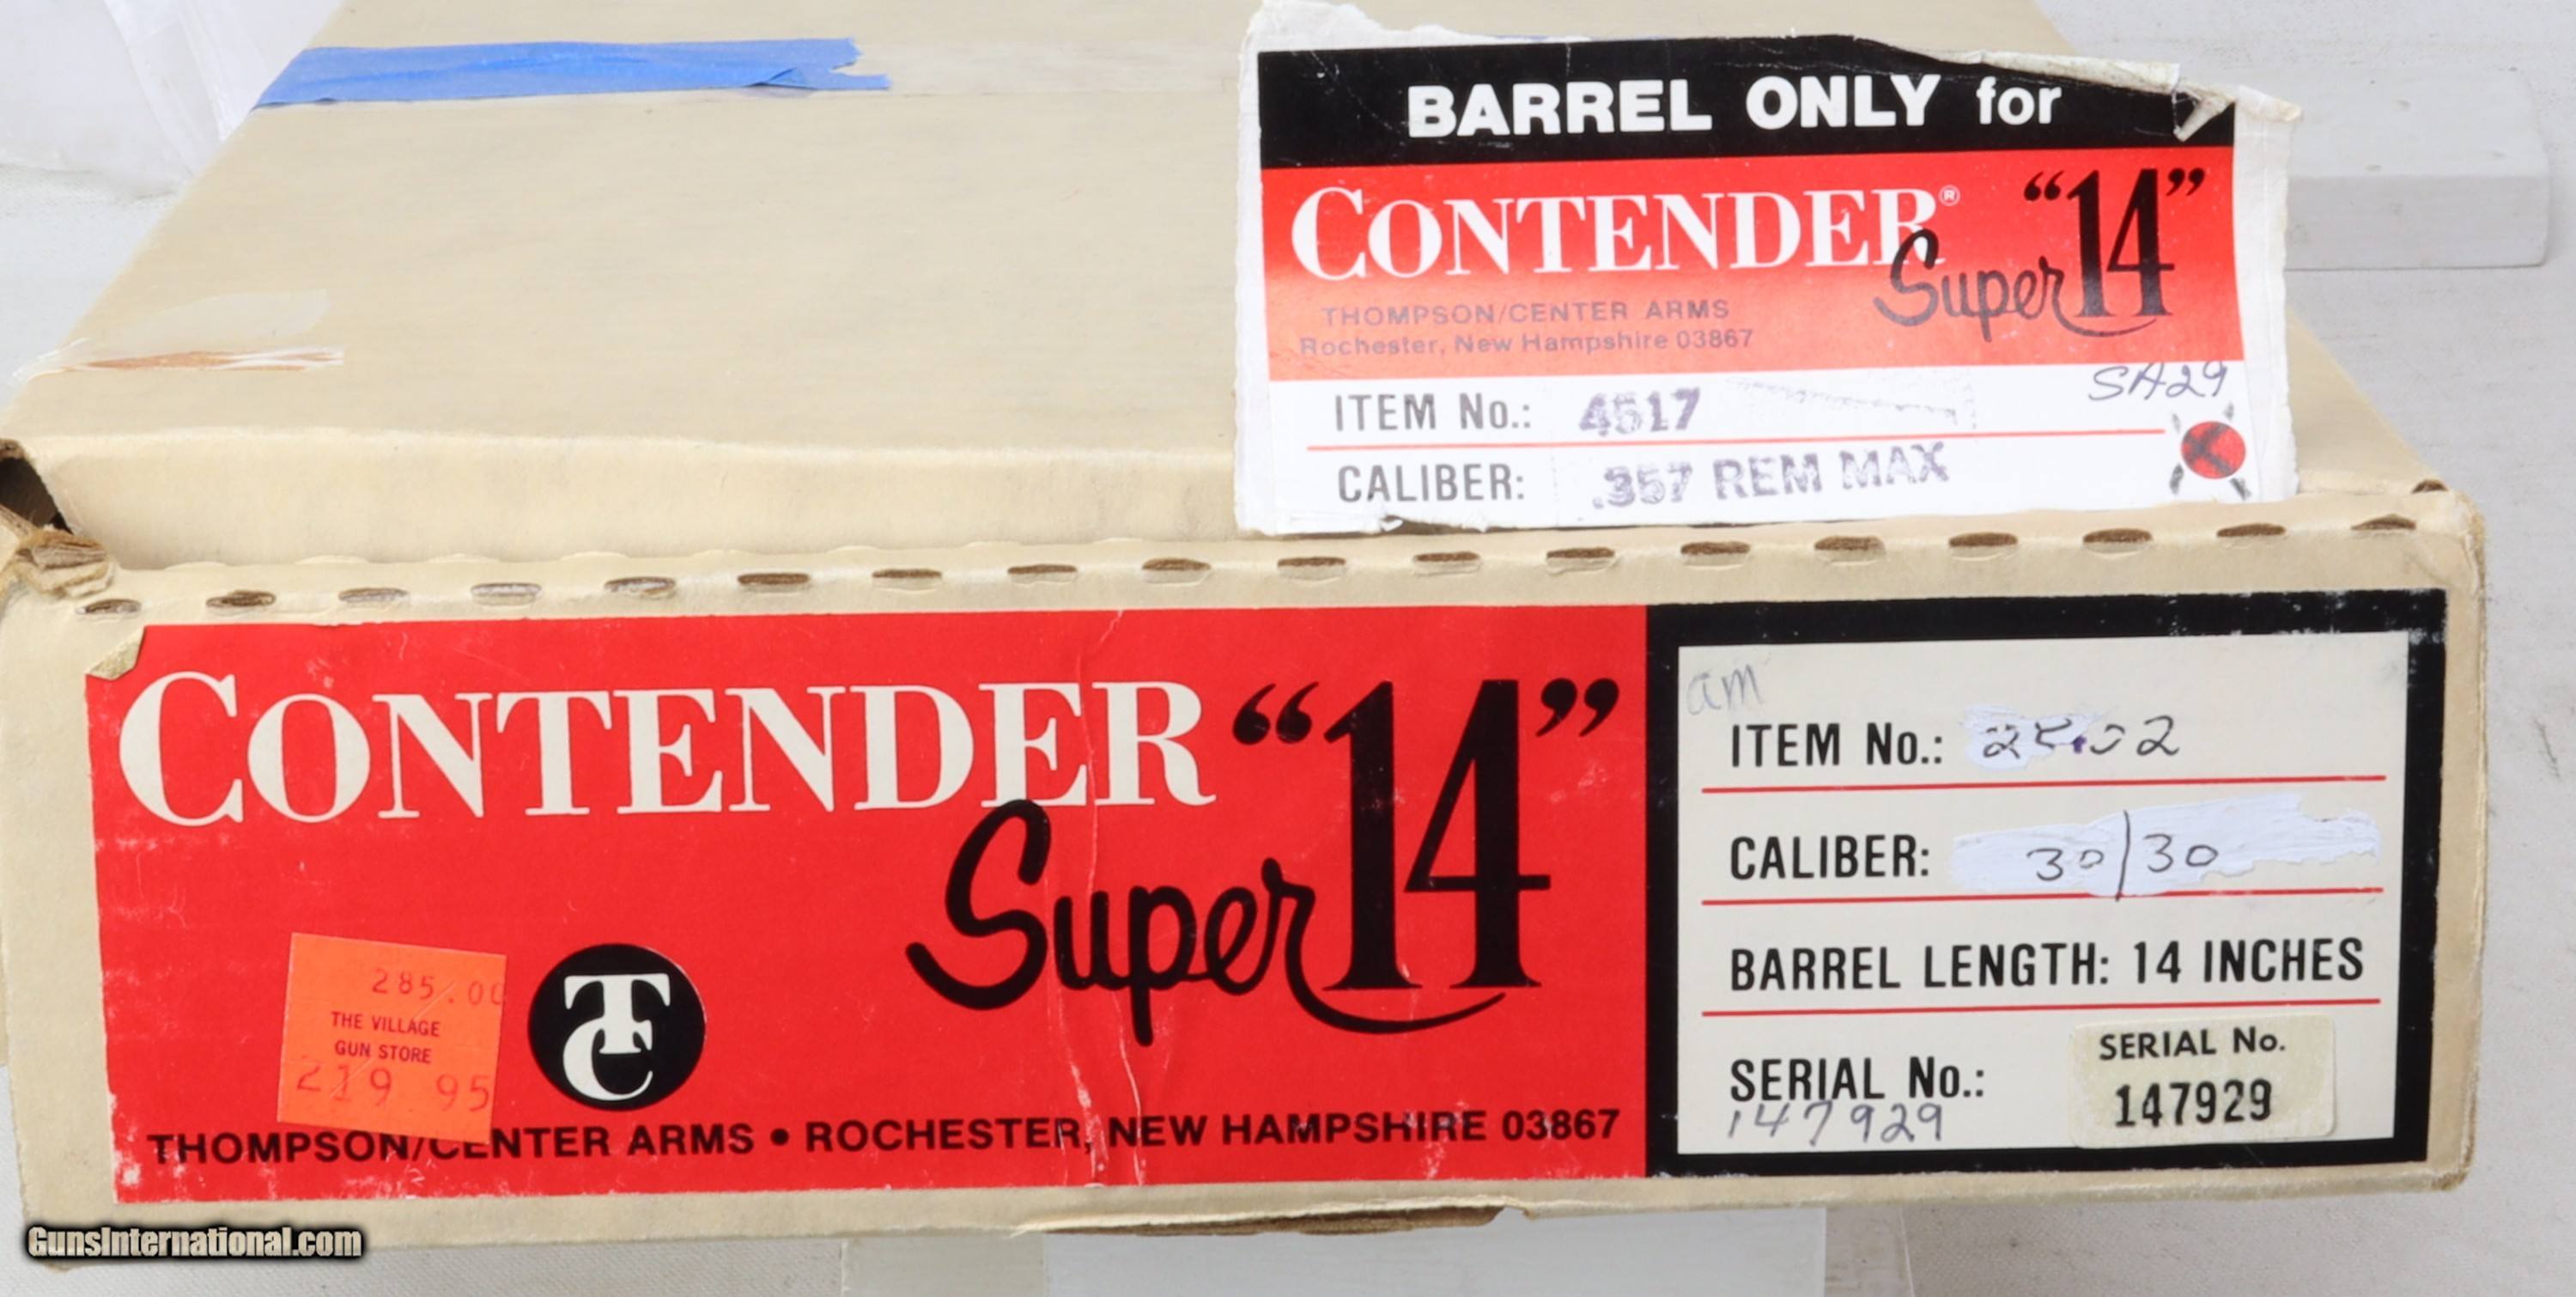 BARREL ONLY for
CONTENDER® Super "14"
THOMPSON/CENTER ARMS
Rochester, New Hampshire 03867
SA29
ITEM No.: 4517
CALIBER: .357 REM MAX
CONTENDER Super "14"
285.00
THE VILLAGE
GUN STORE
219 95
TC
THOMPSON/CENTER ARMS • ROCHESTER, NEW HAMPSHIRE 03867
am
ITEM No.:
CALIBER: 30/30
BARREL LENGTH: 14 INCHES
SERIAL No.:
147929
SERIAL No.
147929
GunsInternational.com